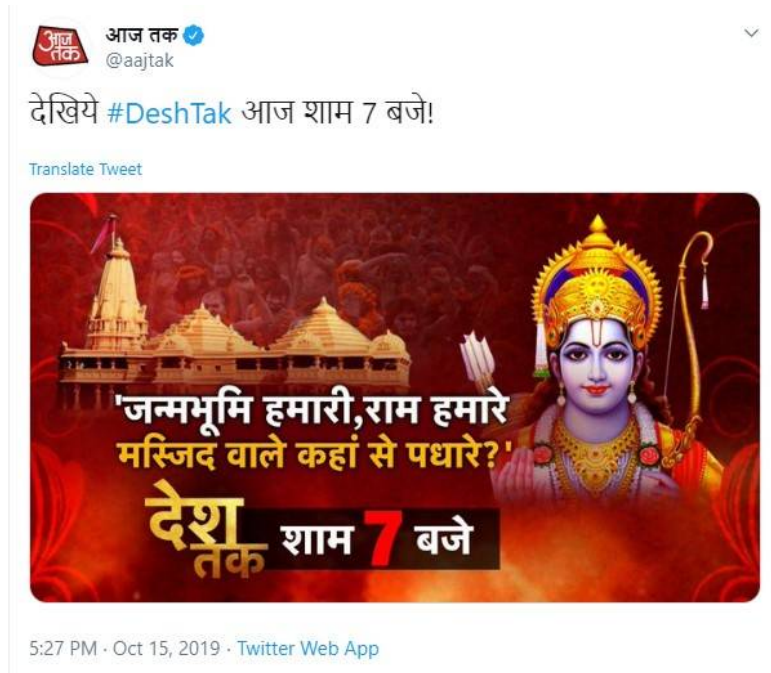 आज तक
आज तक
@aajtak
देखिये #DeshTak आज शाम 7 बजे!
Translate Tweet
'जन्मभूमि हमारी,राम हमारे
मस्जिद वाले कहां से पधारे?'
देश तक शाम 7 बजे
5:27 PM · Oct 15, 2019 · Twitter Web App